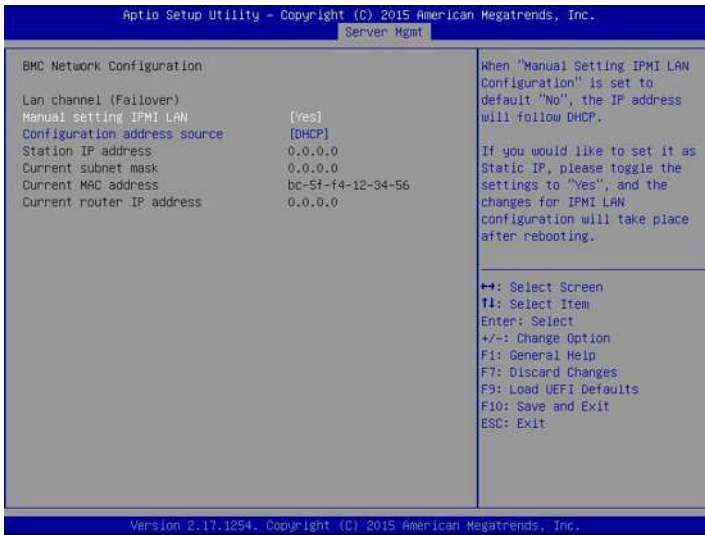 Aptio Setup Utility – Copyright (C) 2015 American Megatrends, Inc.
Server Mgmt
BMC Network Configuration
Lan channel (Failover)
Manual setting IPMI LAN [Yes]
Configuration address source [DHCP]
Station IP address 0.0.0.0
Current subnet mask 0.0.0.0
Current MAC address bc-5f-f4-12-34-56
Current router IP address 0.0.0.0
When "Manual Setting IPMI LAN
Configuration" is set to
default "No", the IP address
will follow DHCP.
If you would like to set it as
Static IP, please toggle the
settings to "Yes", and the
changes for IPMI LAN
configuration will take place
after rebooting.
↔: Select Screen
↑↓: Select Item
Enter: Select
+/-: Change Option
F1: General Help
F7: Discard Changes
F9: Load UEFI Defaults
F10: Save and Exit
ESC: Exit
Version 2.17.1254. Copyright (C) 2015 American Megatrends, Inc.